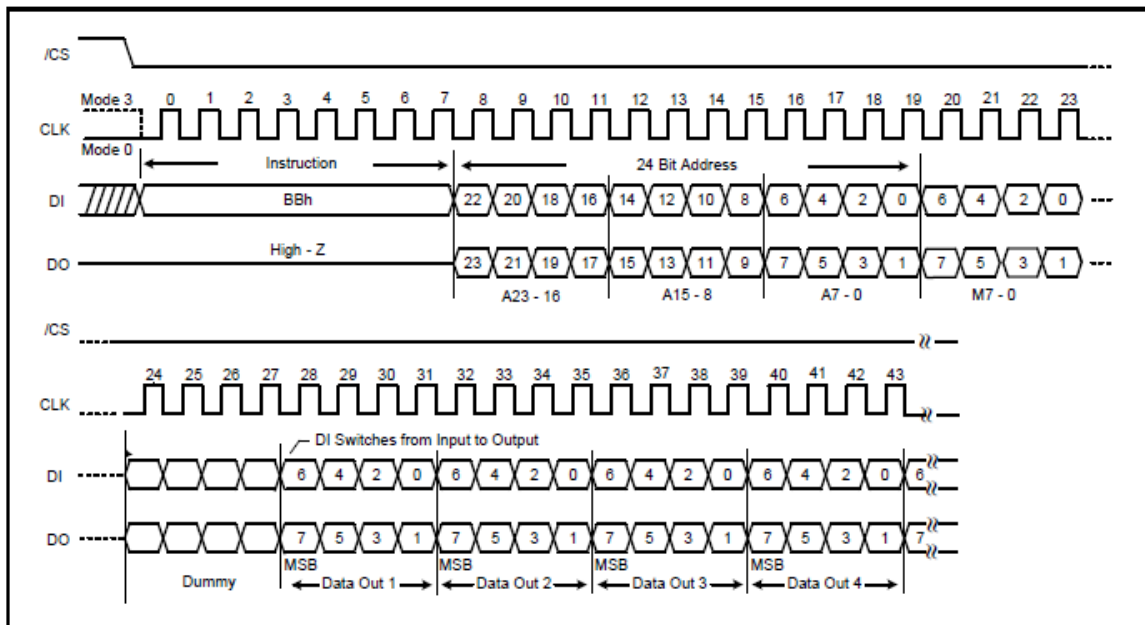 /CS
Mode 3 0 1 2 3 4 5 6 7 8 9 10 11 12 13 14 15 16 17 18 19 20 21 22 23
CLK
Mode 0 Instruction 24 Bit Address
DI BBh 22 20 18 16 14 12 10 8 6 4 2 0 6 4 2 0
DO High - Z 23 21 19 17 15 13 11 9 7 5 3 1 7 5 3 1
A23 - 16 A15 - 8 A7 - 0 M7 - 0
/CS
24 25 26 27 28 29 30 31 32 33 34 35 36 37 38 39 40 41 42 43
CLK
DI Switches from Input to Output
DI 6 4 2 0 6 4 2 0 6 4 2 0 6 4 2 0 6
DO 7 5 3 1 7 5 3 1 7 5 3 1 7 5 3 1 7
MSB MSB MSB MSB
Dummy Data Out 1 Data Out 2 Data Out 3 Data Out 4